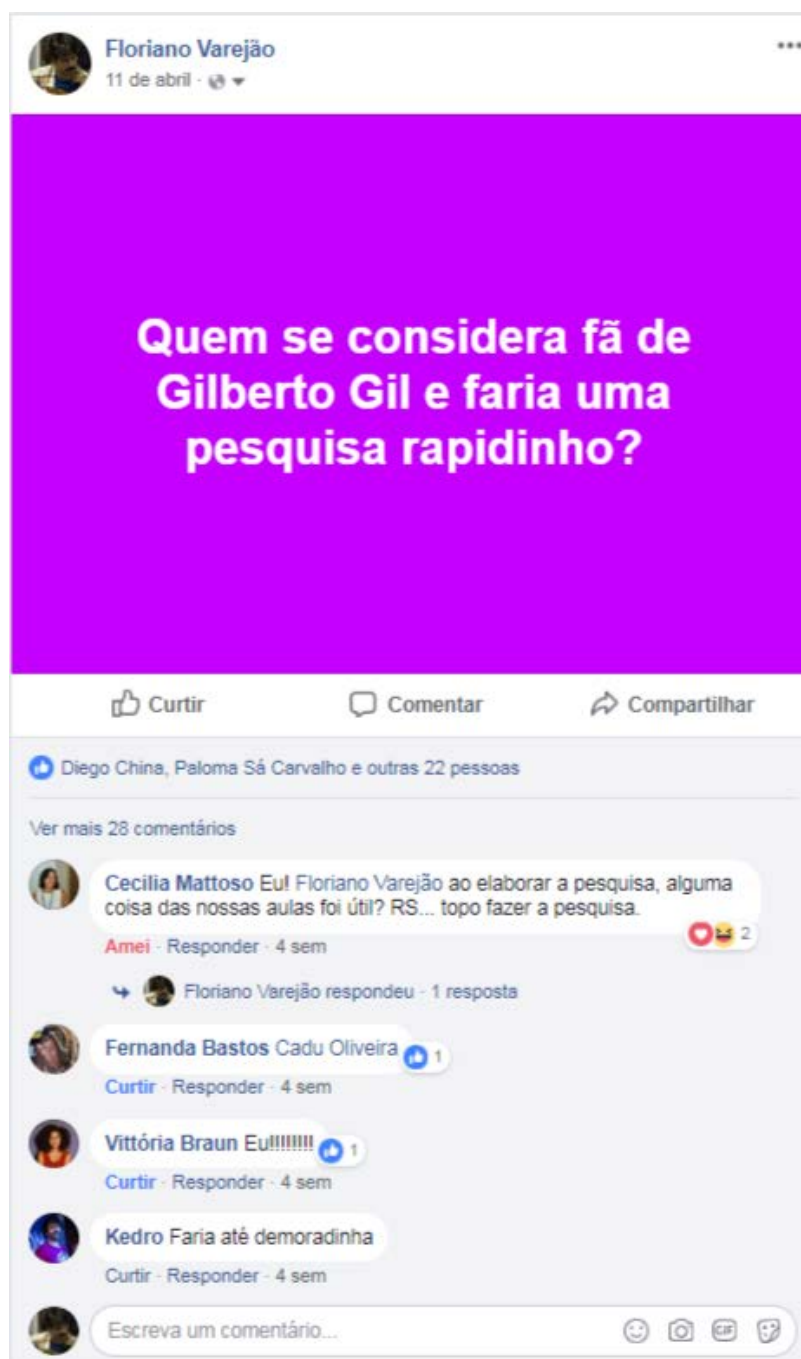 Floriano Varejão
11 de abril ·
Quem se considera fã de
Gilberto Gil e faria uma
pesquisa rapidinho?
Curtir Comentar Compartilhar
Diego China, Paloma Sá Carvalho e outras 22 pessoas
Ver mais 28 comentários
Cecilia Mattoso Eu! Floriano Varejão ao elaborar a pesquisa, alguma
coisa das nossas aulas foi útil? RS... topo fazer a pesquisa.
2
Amei · Responder · 4 sem
Floriano Varejão respondeu · 1 resposta
Fernanda Bastos Cadu Oliveira 1
Curtir · Responder · 4 sem
Vittória Braun Eu!!!!!!!!! 1
Curtir · Responder · 4 sem
Kedro Faria até demoradinha
Curtir · Responder · 4 sem
Escreva um comentário... GIF